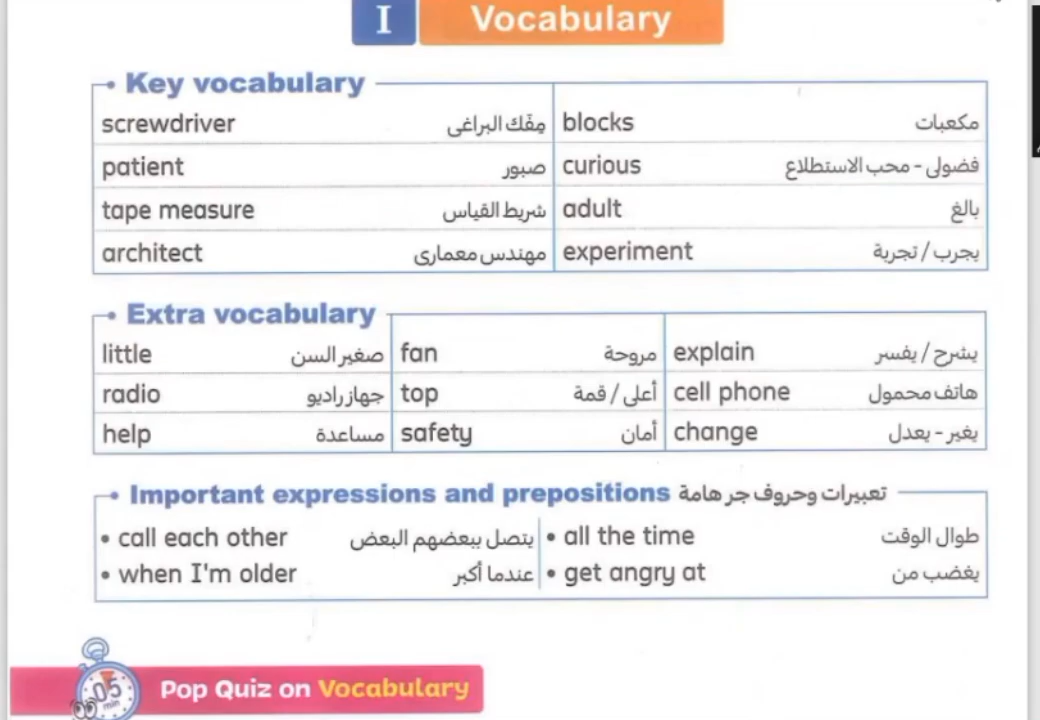 I Vocabulary
Key vocabulary
screwdriver مِفَك البراغى blocks مكعبات
patient صبور curious فضولى - محب الاستطلاع
tape measure شريط القياس adult بالغ
architect مهندس معمارى experiment يجرب / تجربة
Extra vocabulary
little صغير السن fan مروحة explain يشرح / يفسر
radio جهاز راديو top أعلى / قمة cell phone هاتف محمول
help مساعدة safety أمان change يغير - يعدل
Important expressions and prepositions تعبيرات وحروف جر هامة
• call each other يتصل ببعضهم البعض • all the time طوال الوقت
• when I'm older عندما أكبر • get angry at يغضب من
05 min
Pop Quiz on Vocabulary